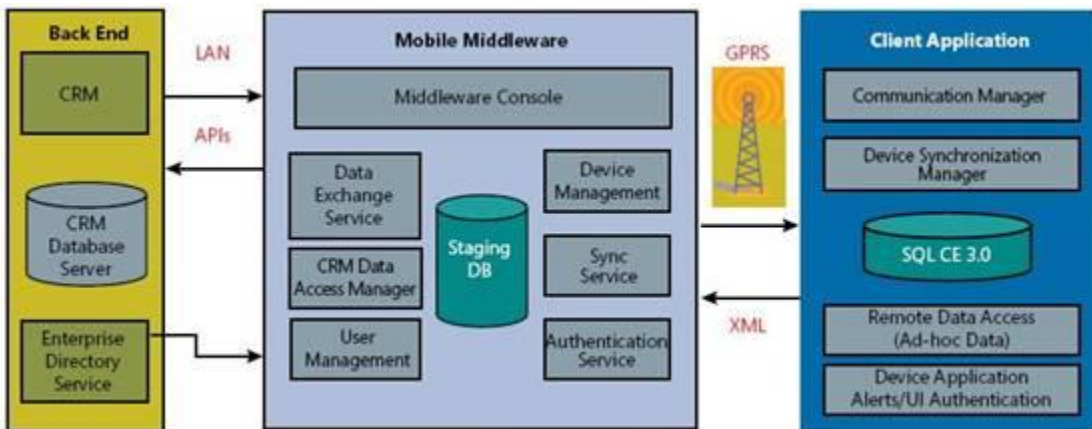 Back End
CRM
CRM
Database
Server
Enterprise
Directory
Service
LAN
APIs
Mobile Middleware
Middleware Console
Data
Exchange
Service
CRM Data
Access Manager
User
Management
Staging
DB
Device
Management
Sync
Service
Authentication
Service
GPRS
XML
Client Application
Communication Manager
Device Synchronization
Manager
SQL CE 3.0
Remote Data Access
(Ad-hoc Data)
Device Application
Alerts/UI Authentication